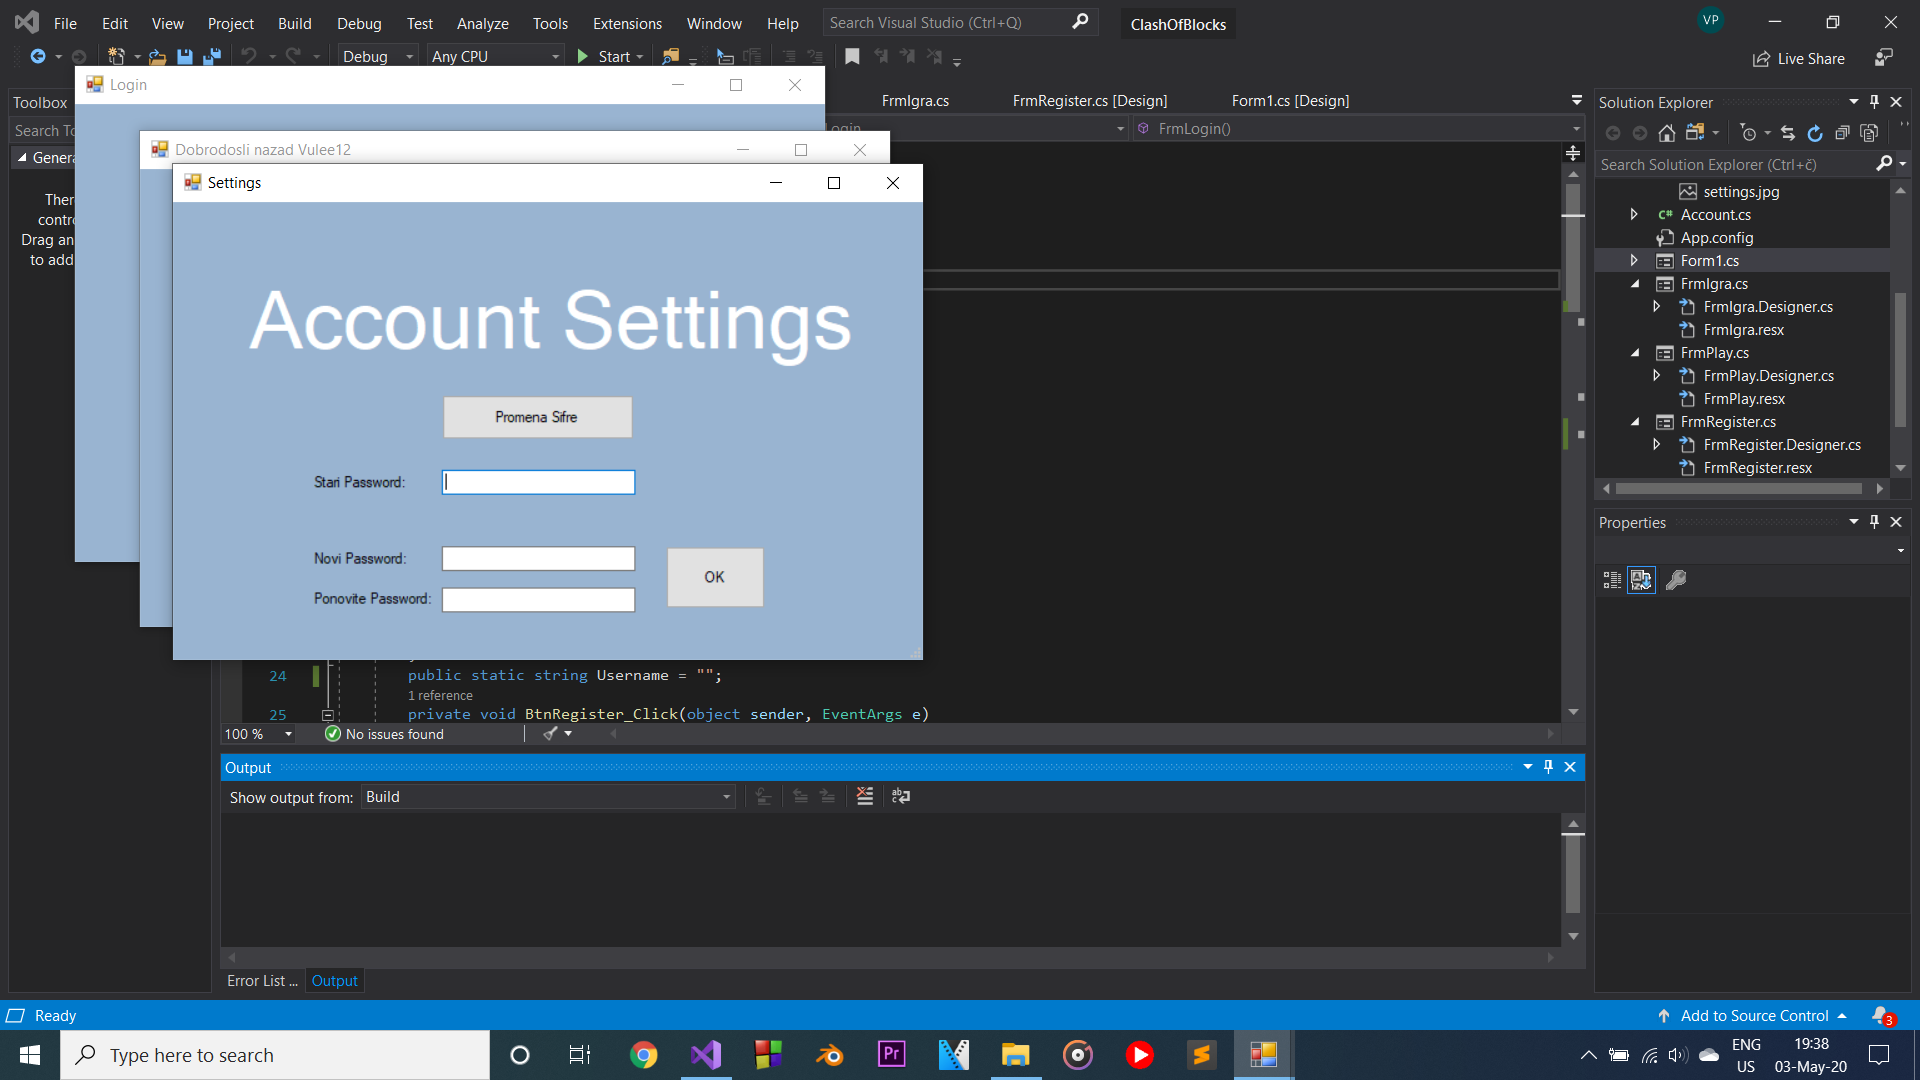 File Edit View Project Build Debug Test Analyze Tools Extensions Window Help Search Visual Studio (Ctrl+Q) ClashOfBlocks VP
Debug Any CPU Start Live Share
Login
Toolbox
Search To
Genera
Ther
contro
Drag an
to add
FrmIgra.cs FrmRegister.cs [Design] Form1.cs [Design]
FrmLogin()
Dobrodosli nazad Vulee12
Settings
Account Settings
Promena Sifre
Stari Password:
Novi Password:
Ponovite Password:
OK
24 public static string Username = "";
1 reference
25 private void BtnRegister_Click(object sender, EventArgs e)
100 % No issues found
Output
Show output from: Build
Error List ... Output
Solution Explorer
Search Solution Explorer (Ctrl+č)
settings.jpg
C# Account.cs
App.config
Form1.cs
FrmIgra.cs
FrmIgra.Designer.cs
FrmIgra.resx
FrmPlay.cs
FrmPlay.Designer.cs
FrmPlay.resx
FrmRegister.cs
FrmRegister.Designer.cs
FrmRegister.resx
Properties
Ready Add to Source Control 3
Type here to search Pr ENG 19:38
US 03-May-20